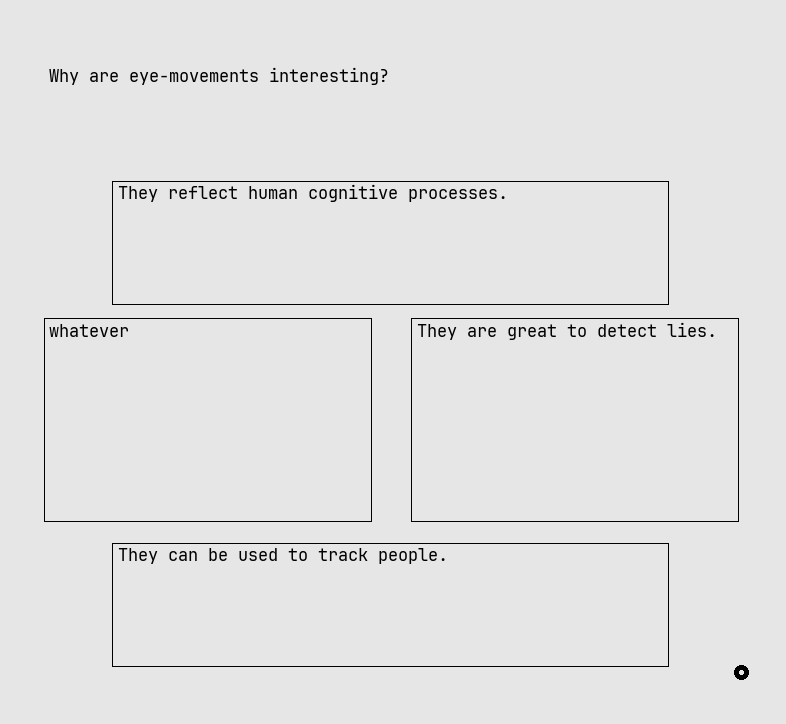 Why are eye-movements interesting?
They reflect human cognitive processes.
whatever
They are great to detect lies.
They can be used to track people.